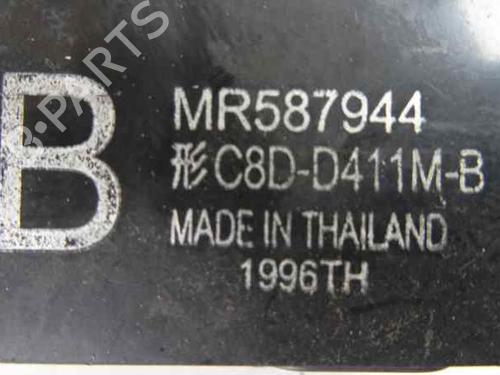 B
MR587944
形C8D-D411M-B
MADE IN THAILAND
1996TH
B-PARTS